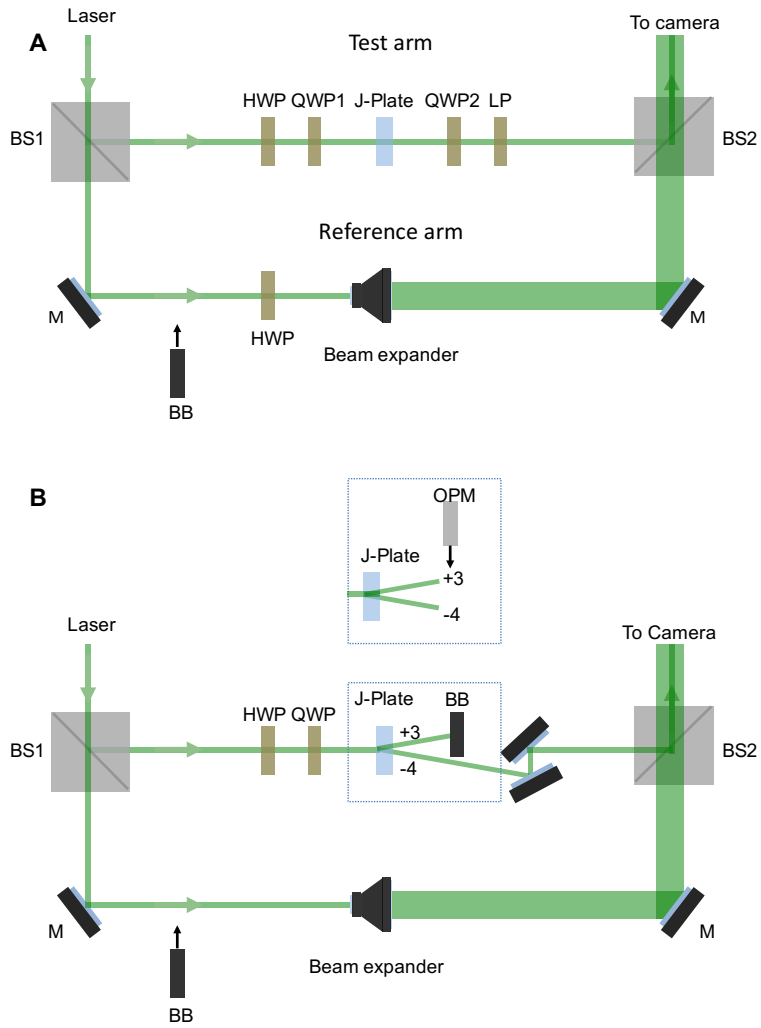 A
Laser
To camera
Test arm
HWP QWP1 J-Plate QWP2 LP
BS1
BS2
Reference arm
M
M
HWP
Beam expander
BB
B
OPM
J-Plate
+3
-4
Laser
To Camera
HWP QWP
J-Plate
BB
+3
-4
BS1
BS2
M
M
Beam expander
BB